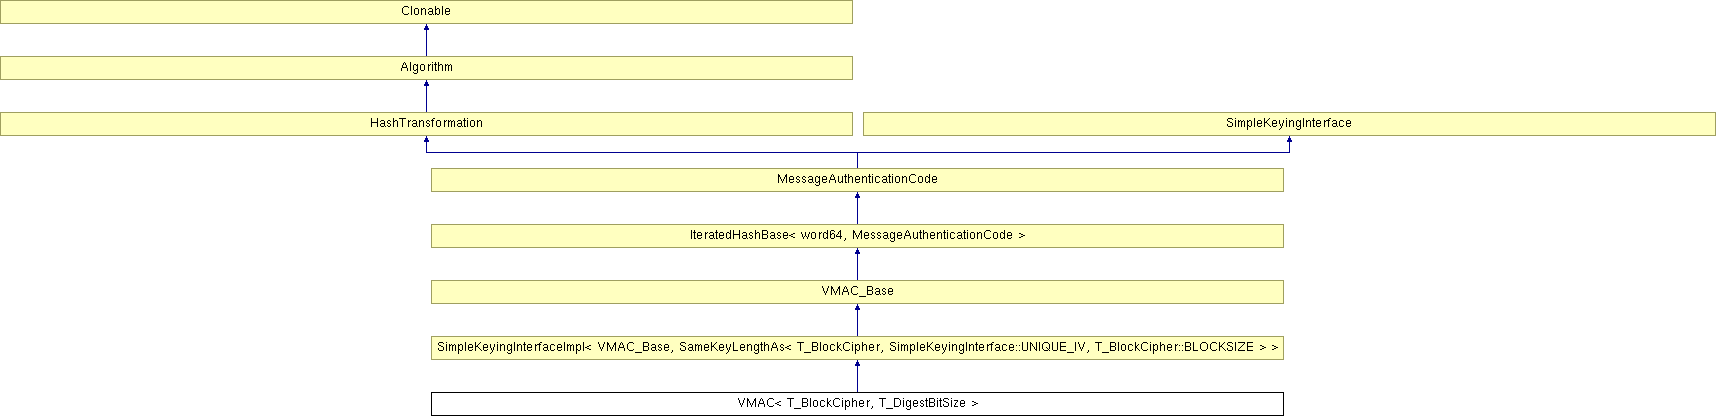 Clonable
Algorithm
HashTransformation
SimpleKeyingInterface
MessageAuthenticationCode
IteratedHashBase< word64, MessageAuthenticationCode >
VMAC_Base
SimpleKeyingInterfaceImpl< VMAC_Base, SameKeyLengthAs< T_BlockCipher, SimpleKeyingInterface::UNIQUE_IV, T_BlockCipher::BLOCKSIZE > >
VMAC< T_BlockCipher, T_DigestBitSize >